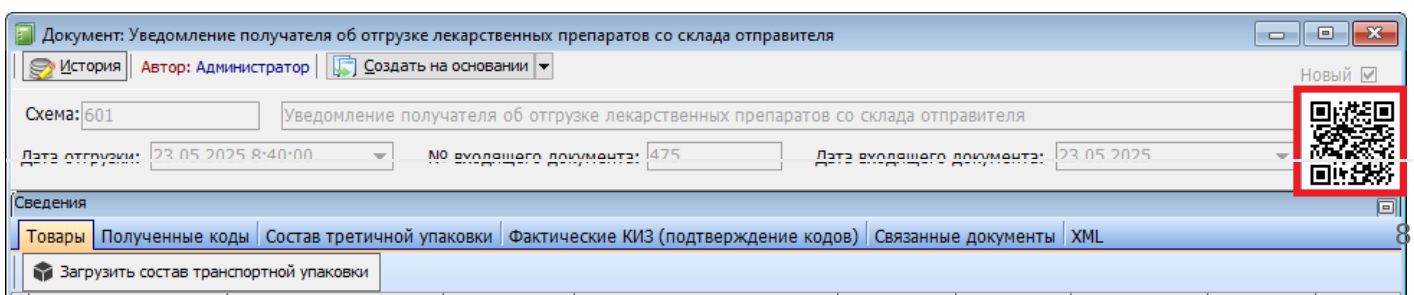 Документ: Уведомление получателя об отгрузке лекарственных препаратов со склада отправителя
История Автор: Администратор Создать на основании
Новый
Схема: 601 Уведомление получателя об отгрузке лекарственных препаратов со склада отправителя
Дата отгрузки: 23.05.2025 8:40:00 № входящего документа: 475 Дата входящего документа: 23.05.2025
Сведения
Товары Полученные коды Состав третичной упаковки Фактические КИЗ (подтверждение кодов) Связанные документы XML
8
Загрузить состав транспортной упаковки